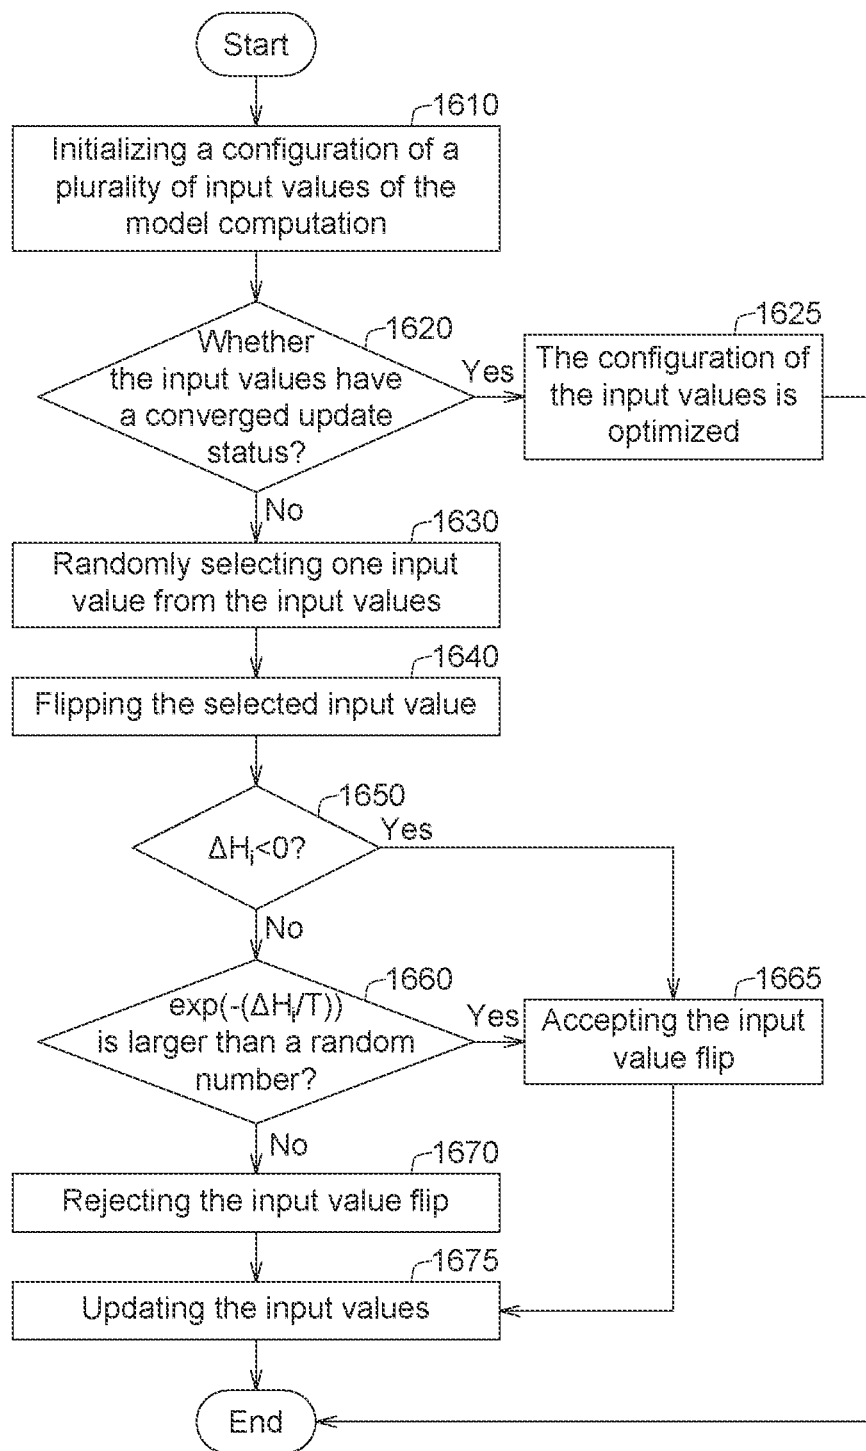 Start
1610
Initializing a configuration of a
plurality of input values of the
model computation
1620
Whether
the input values have
a converged update
status?
Yes
1625
The configuration of
the input values is
optimized
No
1630
Randomly selecting one input
value from the input values
1640
Flipping the selected input value
1650
ΔHᵢ<0?
Yes
No
1660
exp(-(ΔHᵢ/T))
is larger than a random
number?
Yes
1665
Accepting the input
value flip
No
1670
Rejecting the input value flip
1675
Updating the input values
End